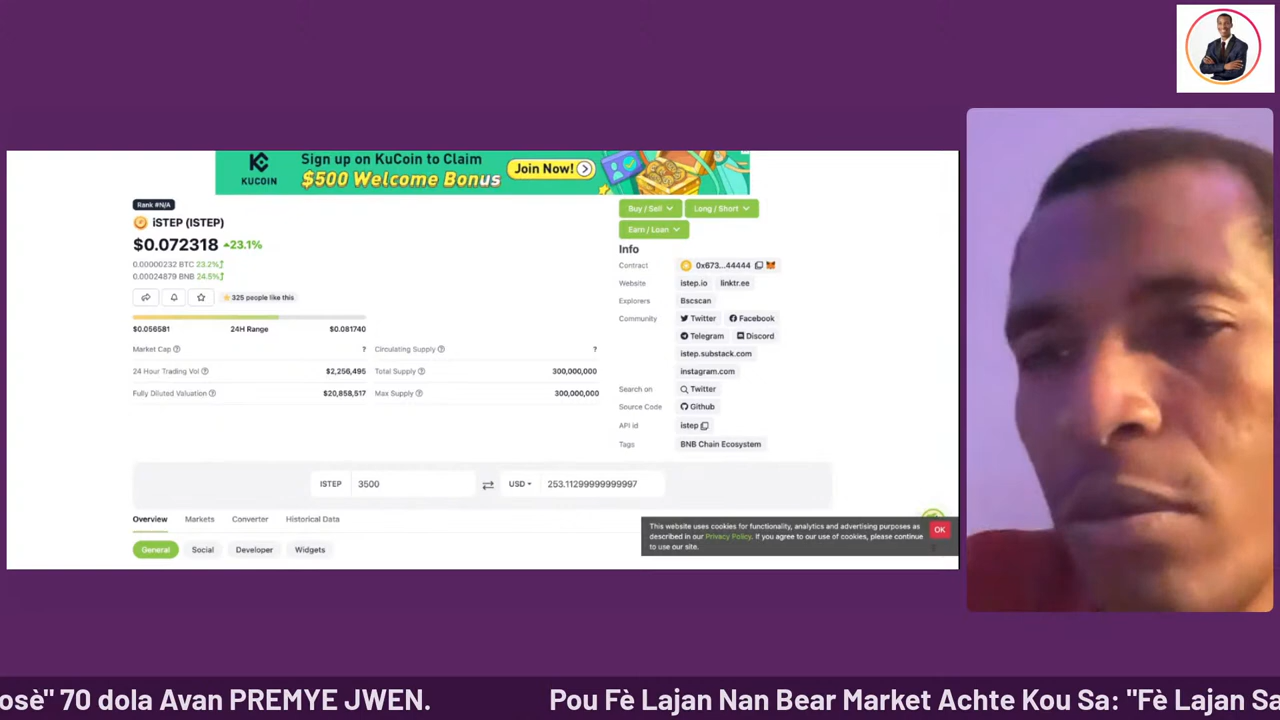 KUCOIN
Sign up on KuCoin to Claim
$500 Welcome Bonus
Join Now!
Rank #N/A
iSTEP (ISTEP)
$0.072318 23.1%
0.00000232 BTC 23.2%
0.00024879 BNB 24.5%
325 people like this
$0.056581 24H Range $0.081740
Market Cap ? Circulating Supply ?
24 Hour Trading Vol $2,256,495 Total Supply 300,000,000
Fully Diluted Valuation $20,858,517 Max Supply 300,000,000
Buy / Sell Long / Short
Earn / Loan
Info
Contract 0x673...44444
Website istep.io linktr.ee
Explorers Bscscan
Community Twitter Facebook
Telegram Discord
istep.substack.com
instagram.com
Search on Twitter
Source Code Github
API id istep
Tags BNB Chain Ecosystem
ISTEP 3500 USD 253.11299999999997
Overview Markets Converter Historical Data
General Social Developer Widgets
This website uses cookies for functionality, analytics and advertising purposes as
described in our Privacy Policy. If you agree to our use of cookies, please continue
to use our site.
OK
osè" 70 dola Avan PREMYE JWEN. Pou Fè Lajan Nan Bear Market Achte Kou Sa: "Fè Lajan Sa